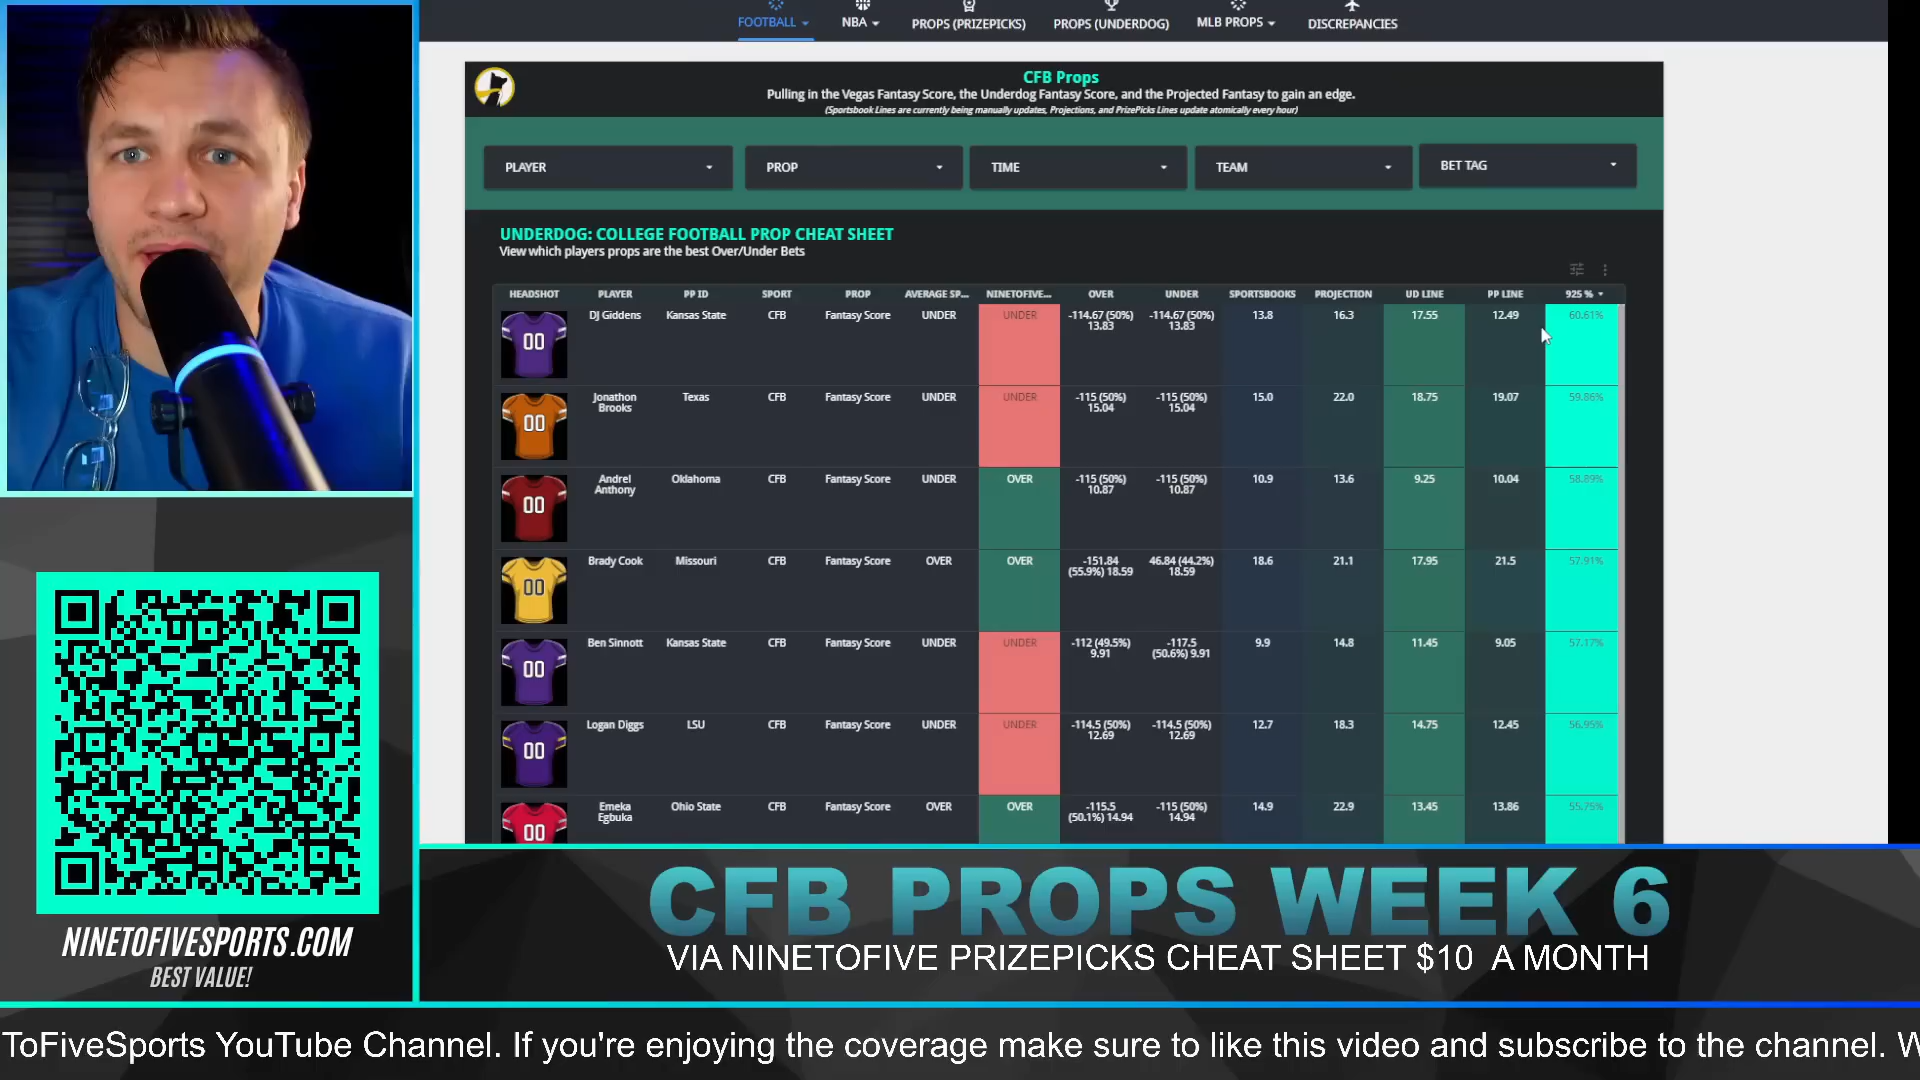 FOOTBALL
NBA
PROPS (PRIZEPICKS)
PROPS (UNDERDOG)
MLB PROPS
DISCREPANCIES
CFB Props
Pulling in the Vegas Fantasy Score, the Underdog Fantasy Score, and the Projected Fantasy to gain an edge.
(Sportsbook Lines are currently being manually updates, Projections, and PrizePicks Lines update atomically every hour)
PLAYER
PROP
TIME
TEAM
BET TAG
UNDERDOG: COLLEGE FOOTBALL PROP CHEAT SHEET
View which players props are the best Over/Under Bets
HEADSHOT PLAYER PP ID SPORT PROP AVERAGE SP... NINETOFIVE... OVER UNDER SPORTSBOOKS PROJECTION UD LINE PP LINE 925 %
00 DJ Giddens Kansas State CFB Fantasy Score UNDER UNDER -114.67 (50%) 13.83 -114.67 (50%) 13.83 13.8 16.3 17.55 12.49 60.61%
00 Jonathon Brooks Texas CFB Fantasy Score UNDER UNDER -115 (50%) 15.04 -115 (50%) 15.04 15.0 22.0 18.75 19.07 59.86%
00 Andrel Anthony Oklahoma CFB Fantasy Score UNDER OVER -115 (50%) 10.87 -115 (50%) 10.87 10.9 13.6 9.25 10.04 58.89%
00 Brady Cook Missouri CFB Fantasy Score OVER OVER -151.84 (55.9%) 18.59 46.84 (44.2%) 18.59 18.6 21.1 17.95 21.5 57.91%
00 Ben Sinnott Kansas State CFB Fantasy Score UNDER UNDER -112 (49.5%) 9.91 -117.5 (50.6%) 9.91 9.9 14.8 11.45 9.05 57.17%
00 Logan Diggs LSU CFB Fantasy Score UNDER UNDER -114.5 (50%) 12.69 -114.5 (50%) 12.69 12.7 18.3 14.75 12.45 56.95%
00 Emeka Egbuka Ohio State CFB Fantasy Score OVER OVER -115.5 (50.1%) 14.94 -115 (50%) 14.94 14.9 22.9 13.45 13.86 55.75%
NINETOFIVESPORTS.COM
BEST VALUE!
CFB PROPS WEEK 6
VIA NINETOFIVE PRIZEPICKS CHEAT SHEET $10 A MONTH
ToFiveSports YouTube Channel. If you're enjoying the coverage make sure to like this video and subscribe to the channel. W